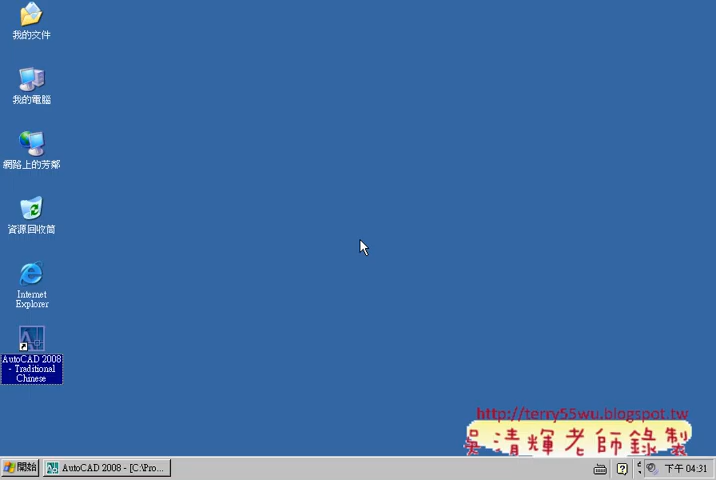 我的文件
我的電腦
網路上的芳鄰
資源回收筒
Internet
Explorer
AutoCAD 2008
- Traditional
Chinese
http://terry55wu.blogspot.tw
吳清輝老師錄製
開始
AutoCAD 2008 - [C:\Pro...
下午 04:31